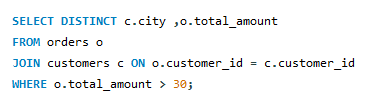 SELECT DISTINCT c.city ,o.total_amount
FROM orders o
JOIN customers c ON o.customer_id = c.customer_id
WHERE o.total_amount > 30;